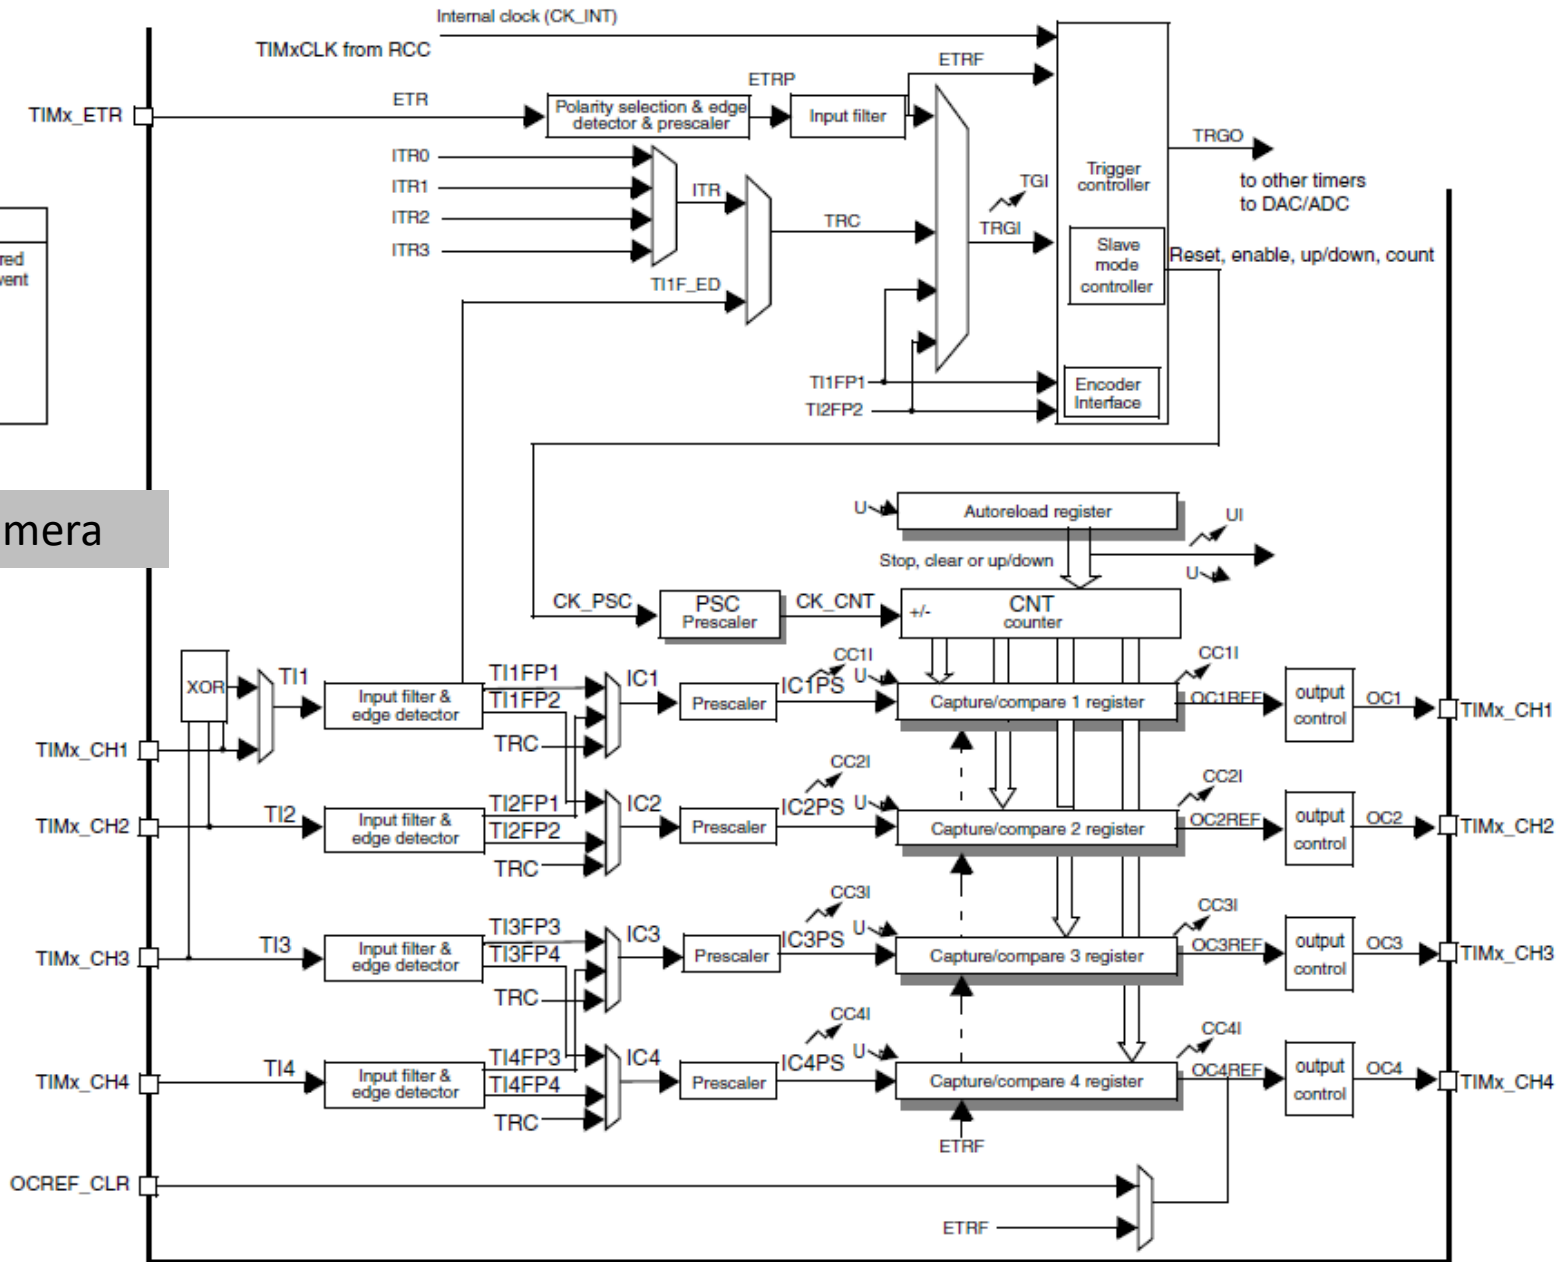 Internal clock (CK_INT)
TIMxCLK from RCC
ETRF
ETRP
ETR
TIMx_ETR
Polarity selection & edge
detector & prescaler
Input filter
TRGO
to other timers
to DAC/ADC
ITR0
ITR1
ITR2
ITR3
ITR
TRC
TI1F_ED
TGI
TRGI
Trigger
controller
Slave
mode
controller
Reset, enable, up/down, count
TI1FP1
TI2FP2
Encoder
Interface
mera
U
Autoreload register
UI
Stop, clear or up/down
U
CK_PSC
PSC
Prescaler
CK_CNT
+/-
CNT
counter
XOR
TI1
Input filter &
edge detector
TI1FP1
TI1FP2
TRC
IC1
Prescaler
CC1I
U
IC1PS
Capture/compare 1 register
CC1I
OC1REF
output
control
OC1
TIMx_CH1
TIMx_CH1
TIMx_CH2
TI2
Input filter &
edge detector
TI2FP1
TI2FP2
TRC
IC2
Prescaler
CC2I
U
IC2PS
Capture/compare 2 register
CC2I
OC2REF
output
control
OC2
TIMx_CH2
TIMx_CH3
TI3
Input filter &
edge detector
TI3FP3
TI3FP4
TRC
IC3
Prescaler
CC3I
U
IC3PS
Capture/compare 3 register
CC3I
OC3REF
output
control
OC3
TIMx_CH3
TIMx_CH4
TI4
Input filter &
edge detector
TI4FP3
TI4FP4
TRC
IC4
Prescaler
CC4I
U
IC4PS
Capture/compare 4 register
CC4I
OC4REF
output
control
OC4
TIMx_CH4
ETRF
OCREF_CLR
ETRF